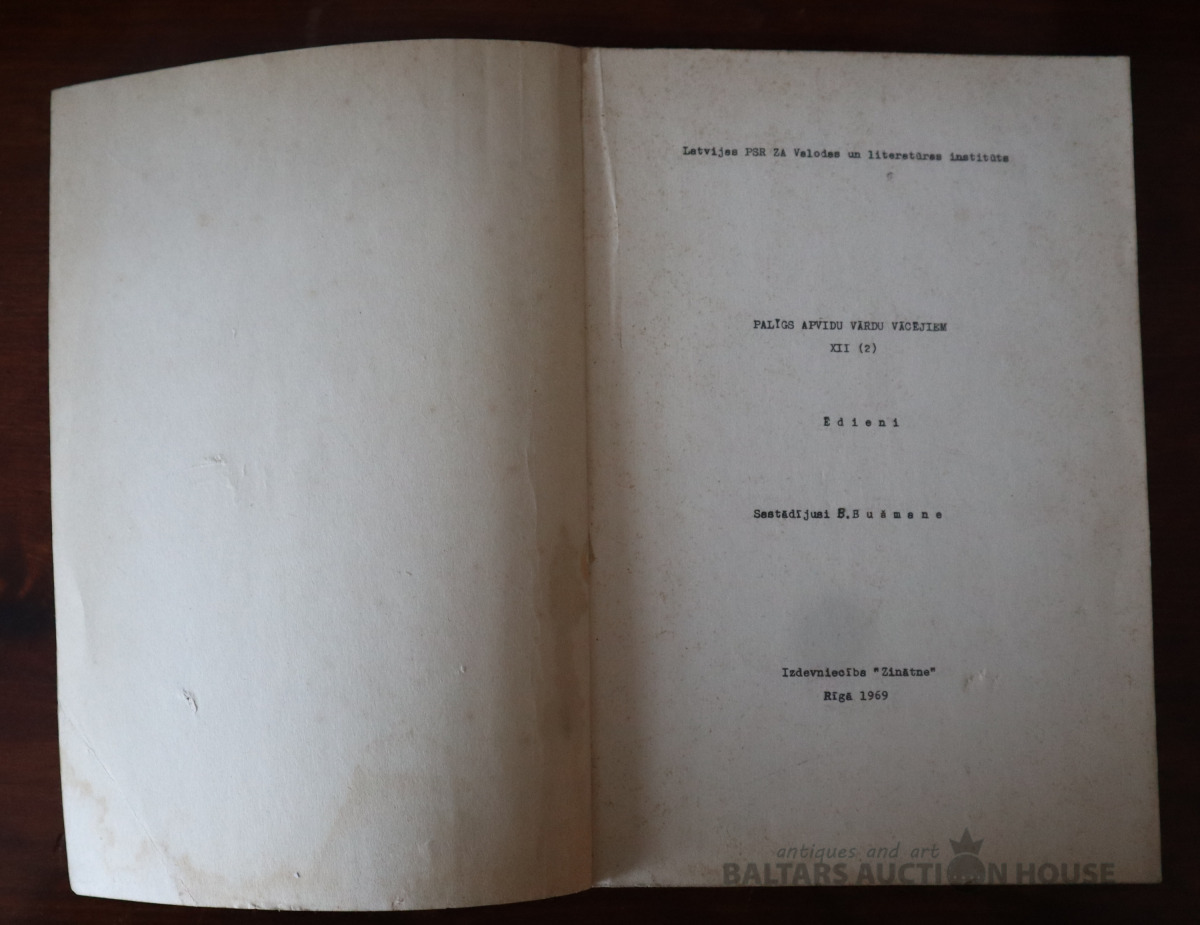 Latvijas PSR ZA Valodas un literatūras institūts
PALĪGS APVIDU VĀRDU VĀCĒJIEM
XII (2)
Ēdieni
Sastādījusi B.Bušmane
Izdevniecība "Zinātne"
Rīgā 1969
antiques and art
BALTARS AUCTION HOUSE